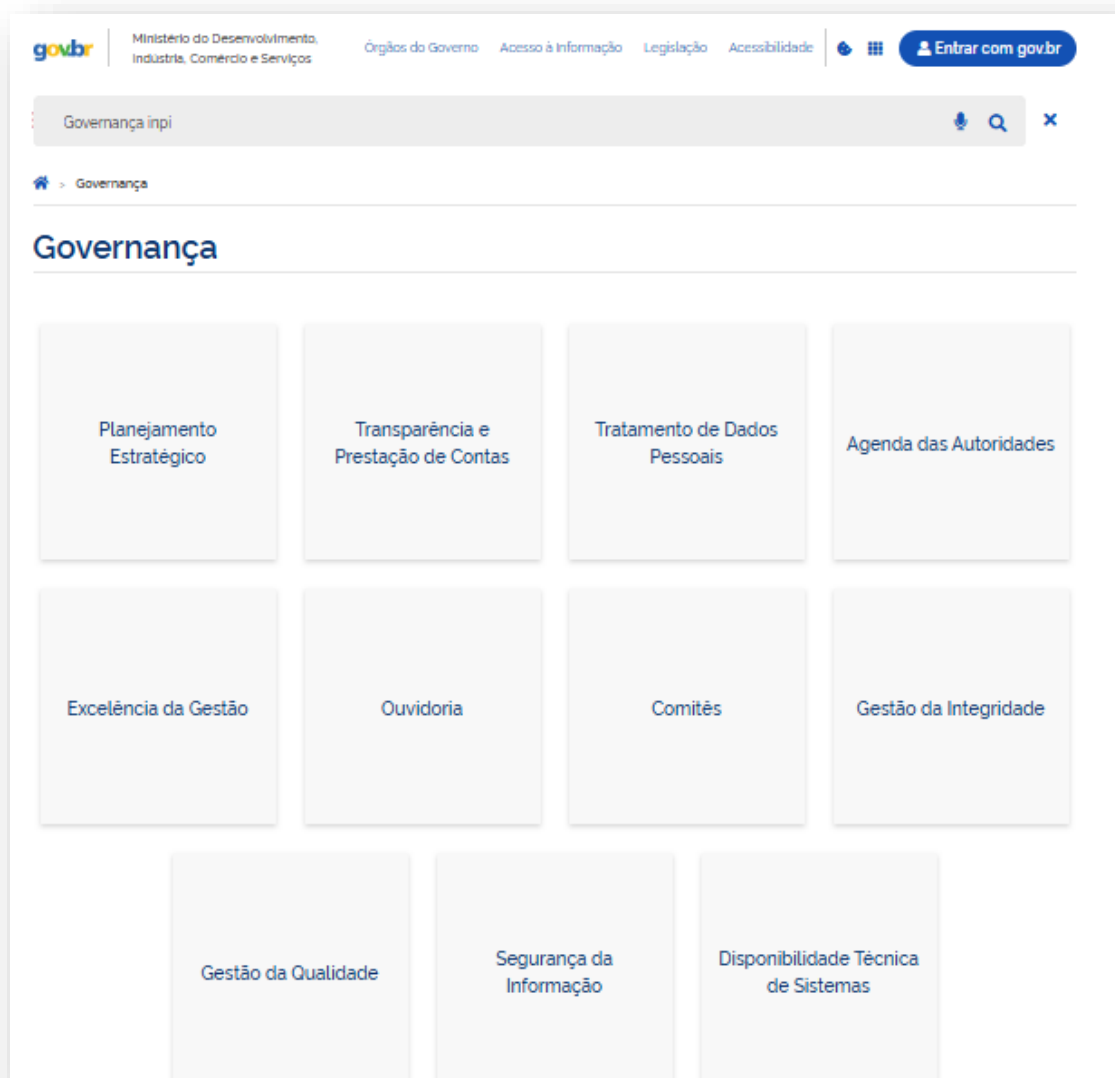 gov.br
Ministério do Desenvolvimento,
Indústria, Comércio e Serviços
Órgãos do Governo Acesso à Informação Legislação Acessibilidade
Entrar com gov.br
Governança inpi
> Governança
Governança
Planejamento
Estratégico
Transparência e
Prestação de Contas
Tratamento de Dados
Pessoais
Agenda das Autoridades
Excelência da Gestão
Ouvidoria
Comitês
Gestão da Integridade
Gestão da Qualidade
Segurança da
Informação
Disponibilidade Técnica
de Sistemas